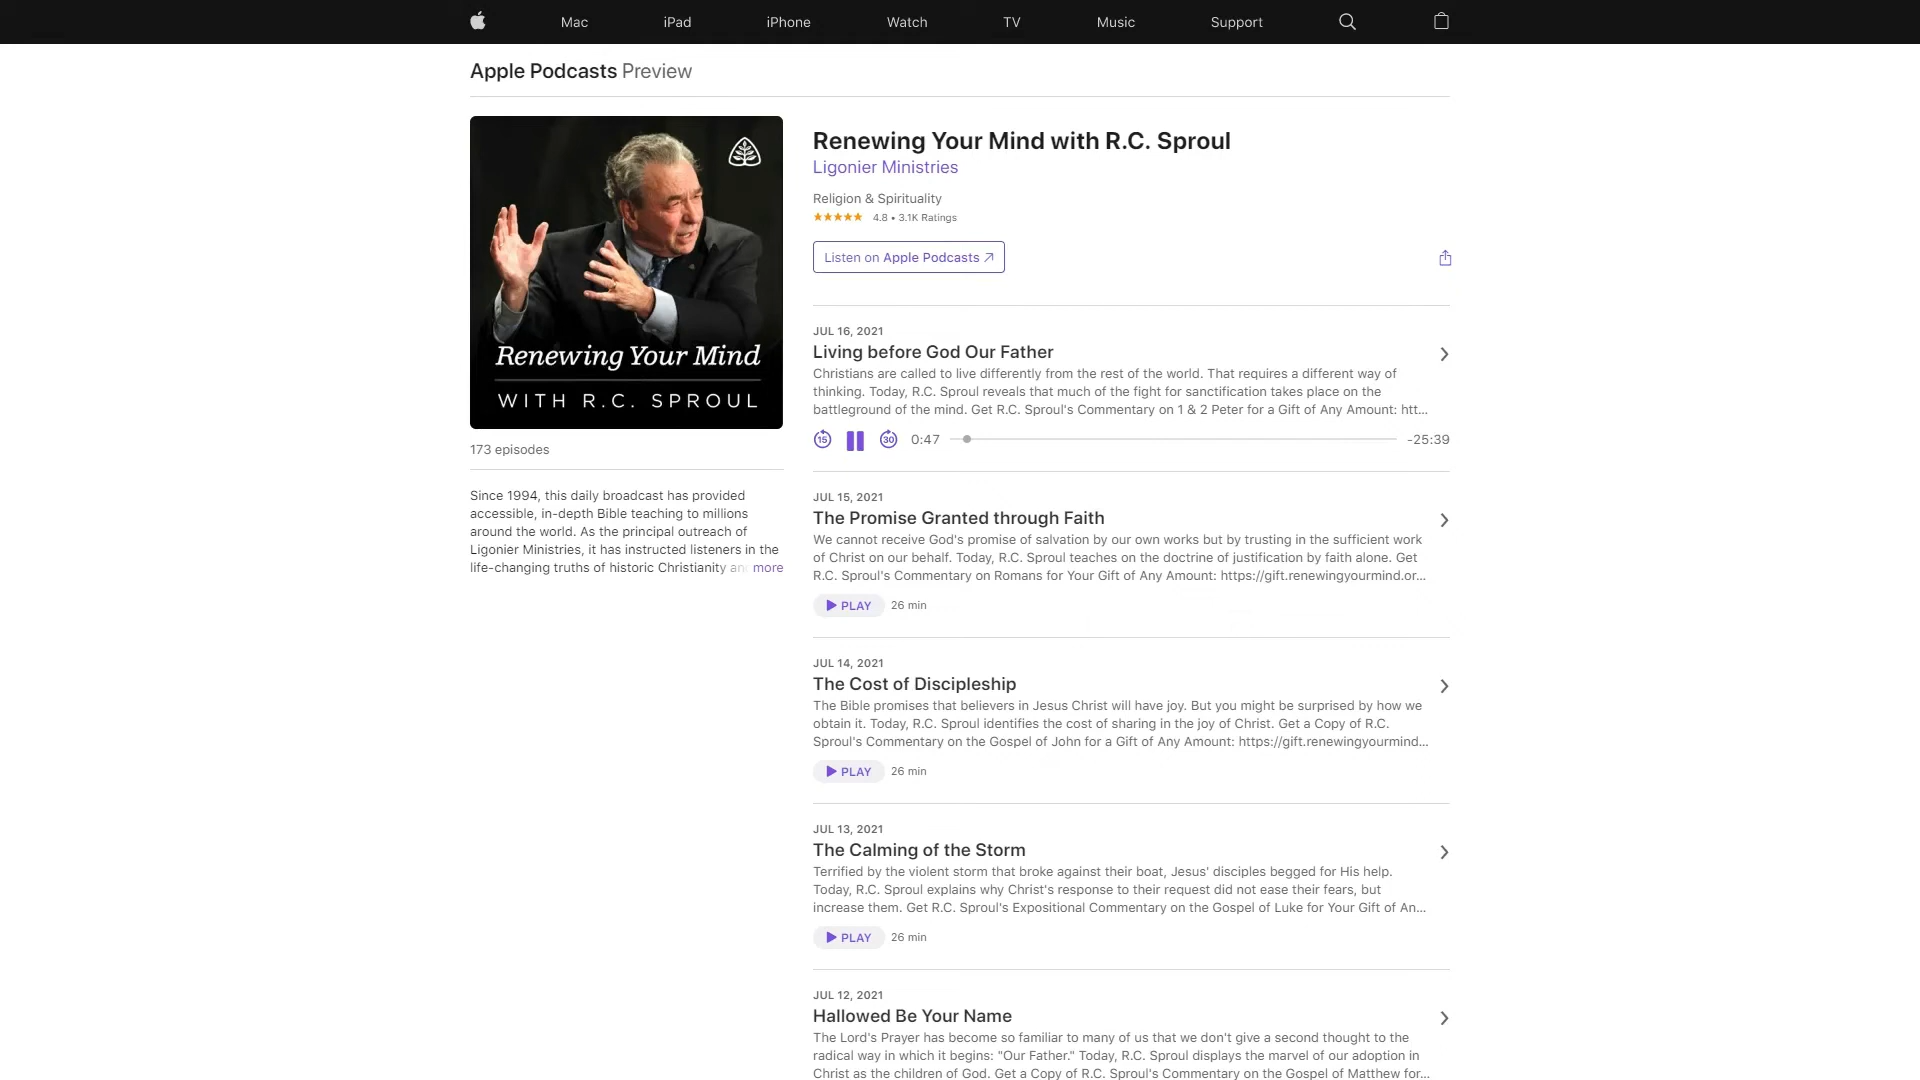 Mac iPad iPhone Watch TV Music Support
Apple Podcasts Preview
Renewing Your Mind
WITH R.C. SPROUL
173 episodes
Since 1994, this daily broadcast has provided
accessible, in-depth Bible teaching to millions
around the world. As the principal outreach of
Ligonier Ministries, it has instructed listeners in the
life-changing truths of historic Christianity an more
Renewing Your Mind with R.C. Sproul
Ligonier Ministries
Religion & Spirituality
4.8 • 3.1K Ratings
Listen on Apple Podcasts ↗
JUL 16, 2021
Living before God Our Father
Christians are called to live differently from the rest of the world. That requires a different way of
thinking. Today, R.C. Sproul reveals that much of the fight for sanctification takes place on the
battleground of the mind. Get R.C. Sproul's Commentary on 1 & 2 Peter for a Gift of Any Amount: htt...
15 30 0:47 -25:39
JUL 15, 2021
The Promise Granted through Faith
We cannot receive God's promise of salvation by our own works but by trusting in the sufficient work
of Christ on our behalf. Today, R.C. Sproul teaches on the doctrine of justification by faith alone. Get
R.C. Sproul's Commentary on Romans for Your Gift of Any Amount: https://gift.renewingyourmind.or...
PLAY 26 min
JUL 14, 2021
The Cost of Discipleship
The Bible promises that believers in Jesus Christ will have joy. But you might be surprised by how we
obtain it. Today, R.C. Sproul identifies the cost of sharing in the joy of Christ. Get a Copy of R.C.
Sproul's Commentary on the Gospel of John for a Gift of Any Amount: https://gift.renewingyourmind...
PLAY 26 min
JUL 13, 2021
The Calming of the Storm
Terrified by the violent storm that broke against their boat, Jesus' disciples begged for His help.
Today, R.C. Sproul explains why Christ's response to their request did not ease their fears, but
increase them. Get R.C. Sproul's Expositional Commentary on the Gospel of Luke for Your Gift of An...
PLAY 26 min
JUL 12, 2021
Hallowed Be Your Name
The Lord's Prayer has become so familiar to many of us that we don't give a second thought to the
radical way in which it begins: "Our Father." Today, R.C. Sproul displays the marvel of our adoption in
Christ as the children of God. Get a Copy of R.C. Sproul's Commentary on the Gospel of Matthew for...